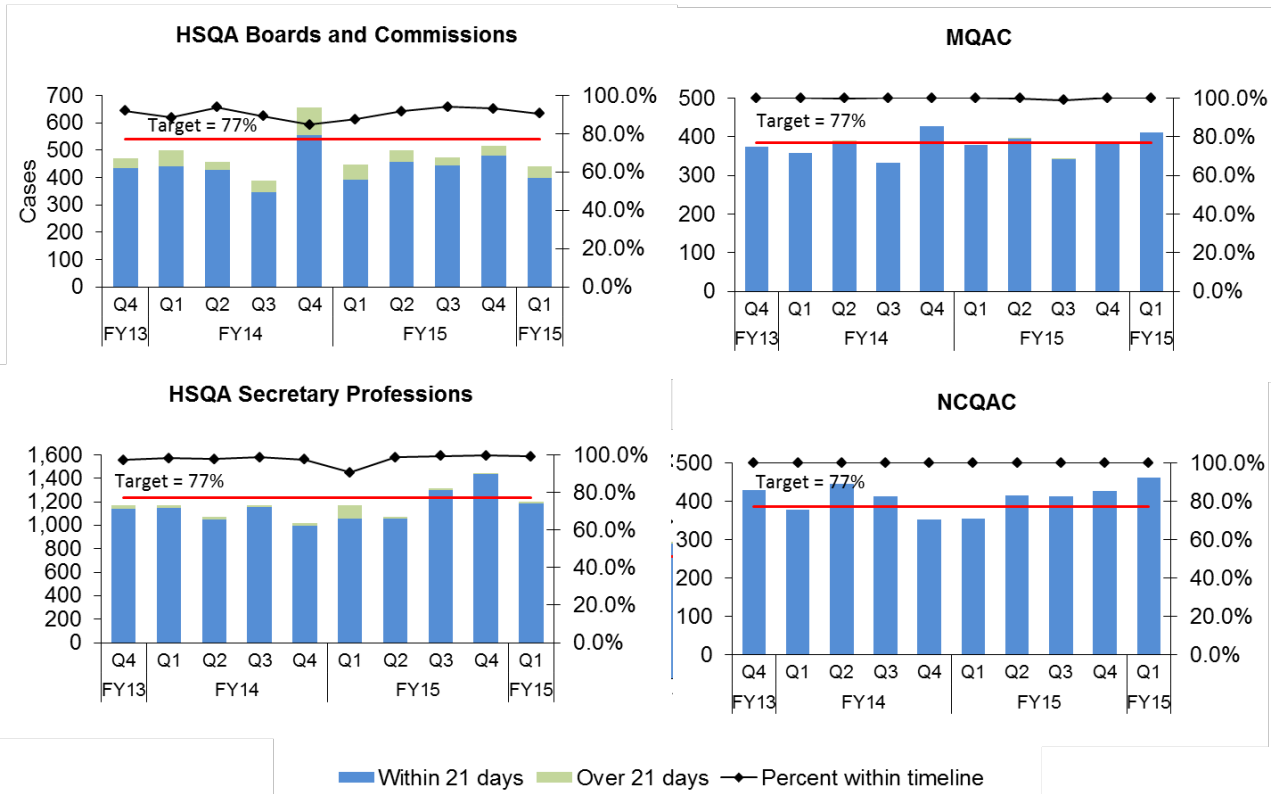 HSQA Boards and Commissions
700
600
500
400
300
200
100
0
Cases
100.0%
80.0%
60.0%
40.0%
20.0%
0.0%
Target = 77%
Q4 Q1 Q2 Q3 Q4 Q1 Q2 Q3 Q4 Q1
FY13 FY14 FY15 FY15
MQAC
500
400
300
200
100
0
100.0%
80.0%
60.0%
40.0%
20.0%
0.0%
Target = 77%
Q4 Q1 Q2 Q3 Q4 Q1 Q2 Q3 Q4 Q1
FY13 FY14 FY15 FY15
HSQA Secretary Professions
1,600
1,400
1,200
1,000
800
600
400
200
0
100.0%
80.0%
60.0%
40.0%
20.0%
0.0%
Target = 77%
Q4 Q1 Q2 Q3 Q4 Q1 Q2 Q3 Q4 Q1
FY13 FY14 FY15 FY15
NCQAC
500
400
300
200
100
0
100.0%
80.0%
60.0%
40.0%
20.0%
0.0%
Target = 77%
Q4 Q1 Q2 Q3 Q4 Q1 Q2 Q3 Q4 Q1
FY13 FY14 FY15 FY15
Within 21 days Over 21 days Percent within timeline